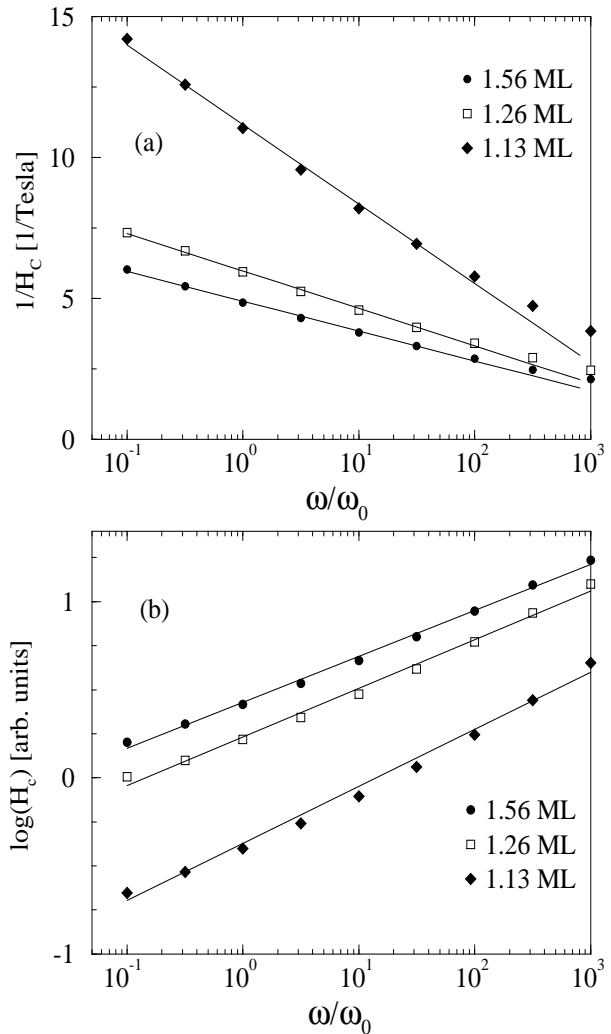 15
1.56 ML
1.26 ML
1.13 ML
(a)
10
1/H_C [1/Tesla]
5
0
10^-1 10^0 10^1 10^2 10^3
ω/ω_0
(b)
1
log(H_c) [arb. units]
0
1.56 ML
1.26 ML
1.13 ML
-1
10^-1 10^0 10^1 10^2 10^3
ω/ω_0